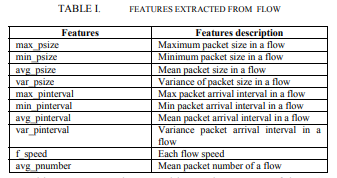 TABLE I. FEATURES EXTRACTED FROM FLOW
Features Features description
max_psize Maximum packet size in a flow
min_psize Minimum packet size in a flow
avg_psize Mean packet size in a flow
var_psize Variance of packet size in a flow
max_pinterval Max packet arrival interval in a flow
min_pinterval Min packet arrival interval in a flow
avg_pinterval Mean packet arrival interval in a flow
var_pinterval Variance packet arrival interval in a
flow
f_speed Each flow speed
avg_pnumber Mean packet number of a flow